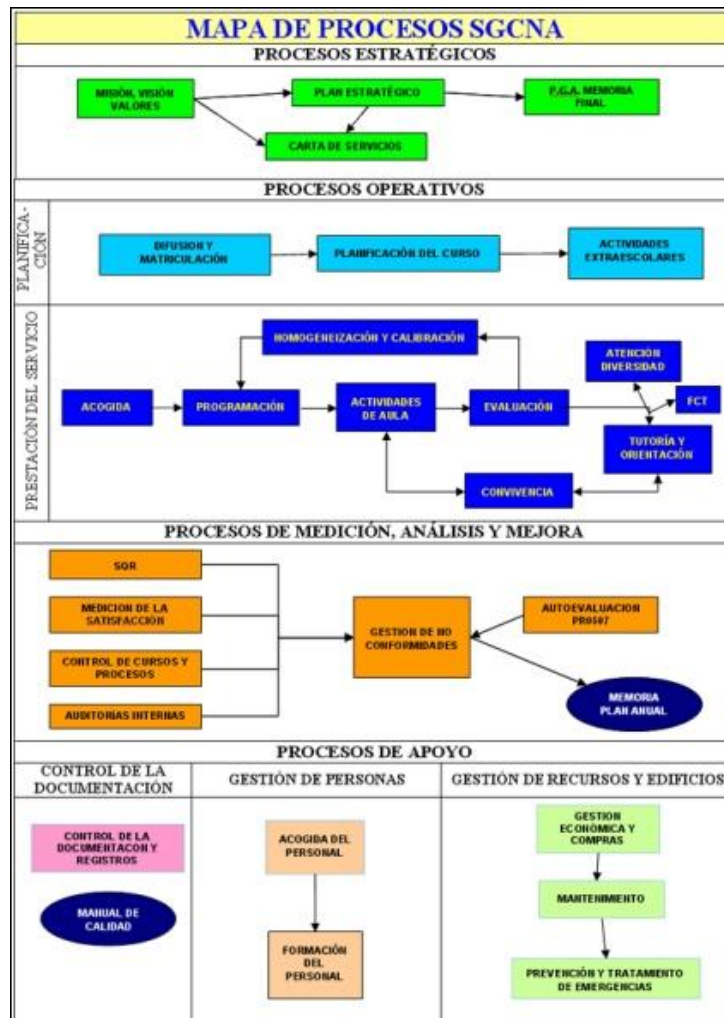 MAPA DE PROCESOS SGCNA
PROCESOS ESTRATÉGICOS
MISIÓN, VISIÓN
VALORES
PLAN ESTRATÉGICO
P.G.A. MEMORIA
FINAL
CARTA DE SERVICIOS
PROCESOS OPERATIVOS
PLANIFICA-
CIÓN
DIFUSION Y
MATRICULACIÓN
PLANIFICACIÓN DEL CURSO
ACTIVIDADES
EXTRAESCOLARES
PRESTACIÓN DEL SERVICIO
HOMOGENEIZACIÓN Y CALIBRACIÓN
ATENCIÓN
DIVERSIDAD
ACOGIDA
PROGRAMACIÓN
ACTIVIDADES
DE AULA
EVALUACIÓN
FCT
TUTORÍA Y
ORIENTACIÓN
CONVIVENCIA
PROCESOS DE MEDICIÓN, ANÁLISIS Y MEJORA
SQR
MEDICION DE LA
SATISFACCIÓN
CONTROL DE CURSOS Y
PROCESOS
AUDITORÍAS INTERNAS
GESTION DE NO
CONFORMIDADES
AUTOEVALUACION
PR0507
MEMORIA
PLAN ANUAL
PROCESOS DE APOYO
CONTROL DE LA
DOCUMENTACIÓN
GESTIÓN DE PERSONAS
GESTIÓN DE RECURSOS Y EDIFICIOS
CONTROL DE LA
DOCUMENTACON Y
REGISTROS
MANUAL DE
CALIDAD
ACOGIDA DEL
PERSONAL
FORMACIÓN
DEL
PERSONAL
GESTION
ECONÓMICA Y
COMPRAS
MANTENIMIENTO
PREVENCIÓN Y TRATAMIENTO
DE EMERGENCIAS